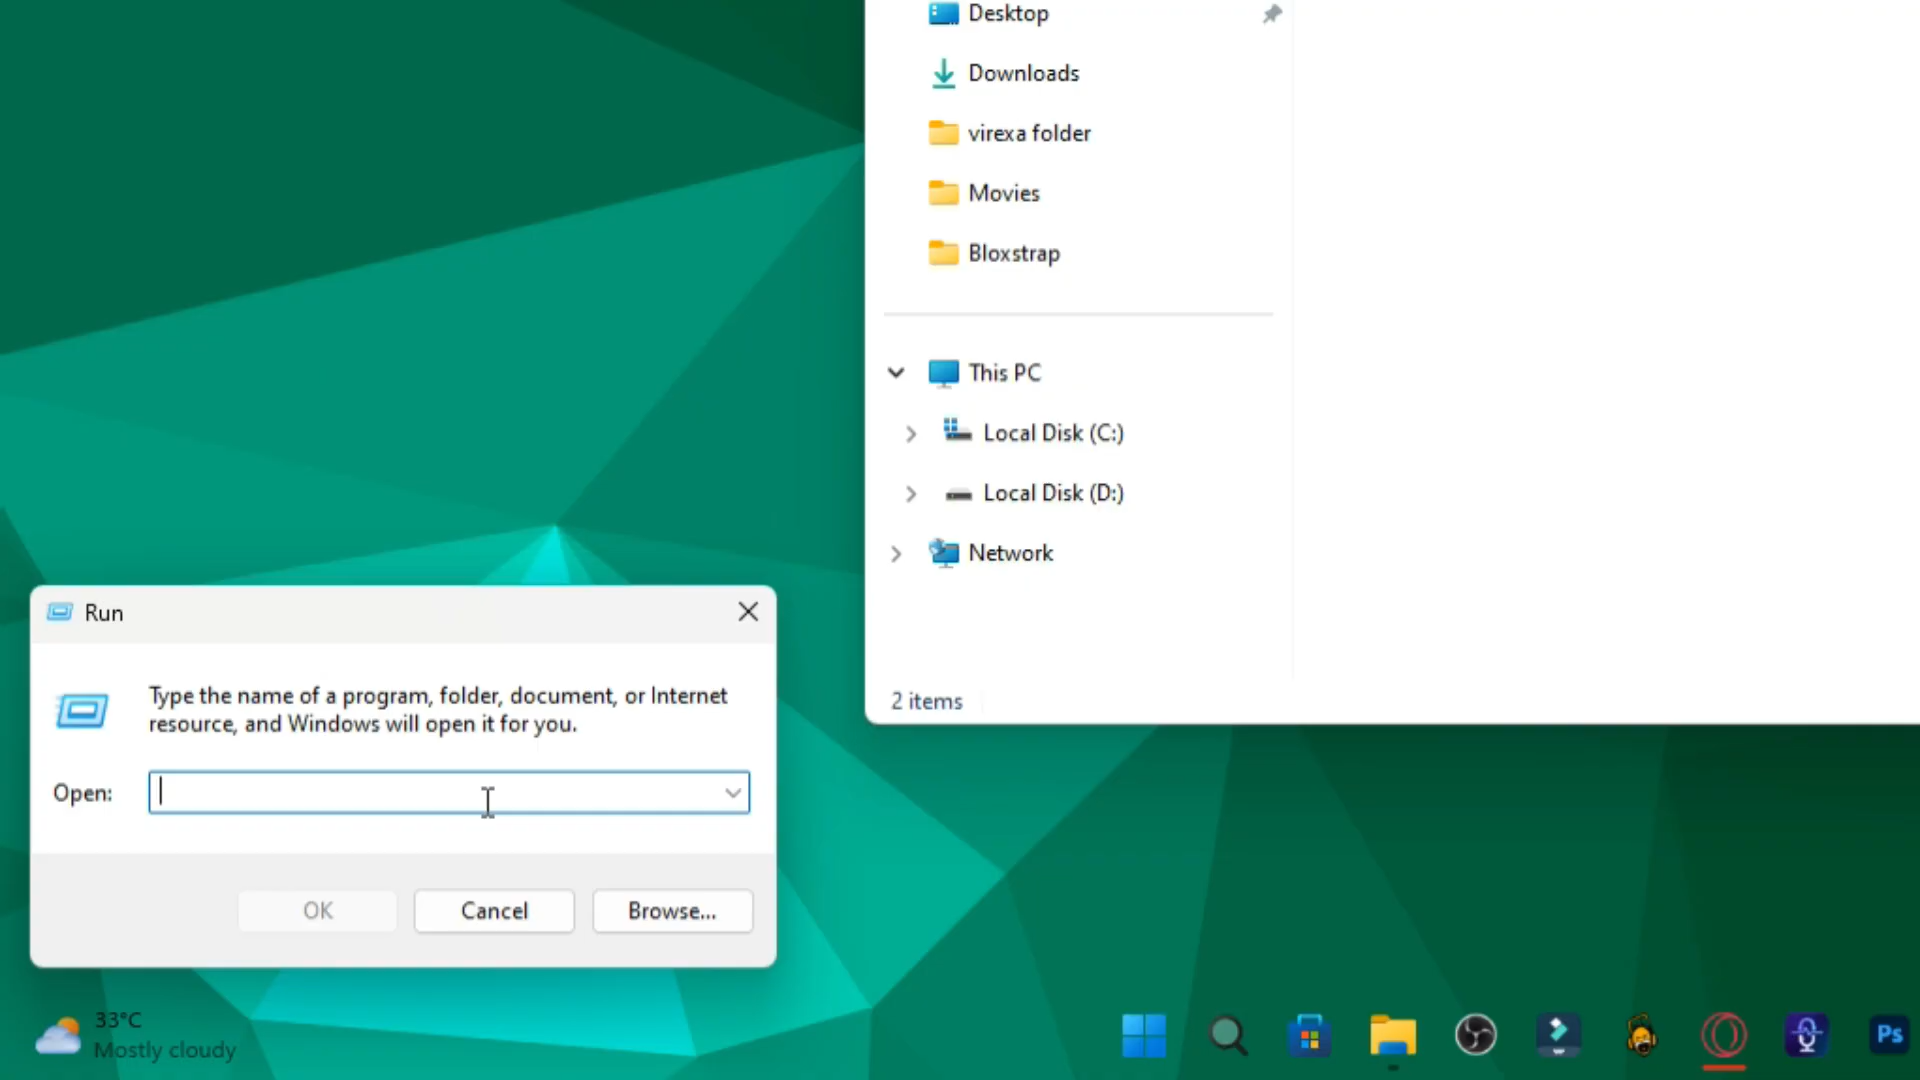 Desktop
Downloads
virexa folder
Movies
Bloxstrap
This PC
Local Disk (C:)
Local Disk (D:)
Network
2 items
Run
Type the name of a program, folder, document, or Internet
resource, and Windows will open it for you.
Open:
OK
Cancel
Browse...
33°C
Mostly cloudy
Ps